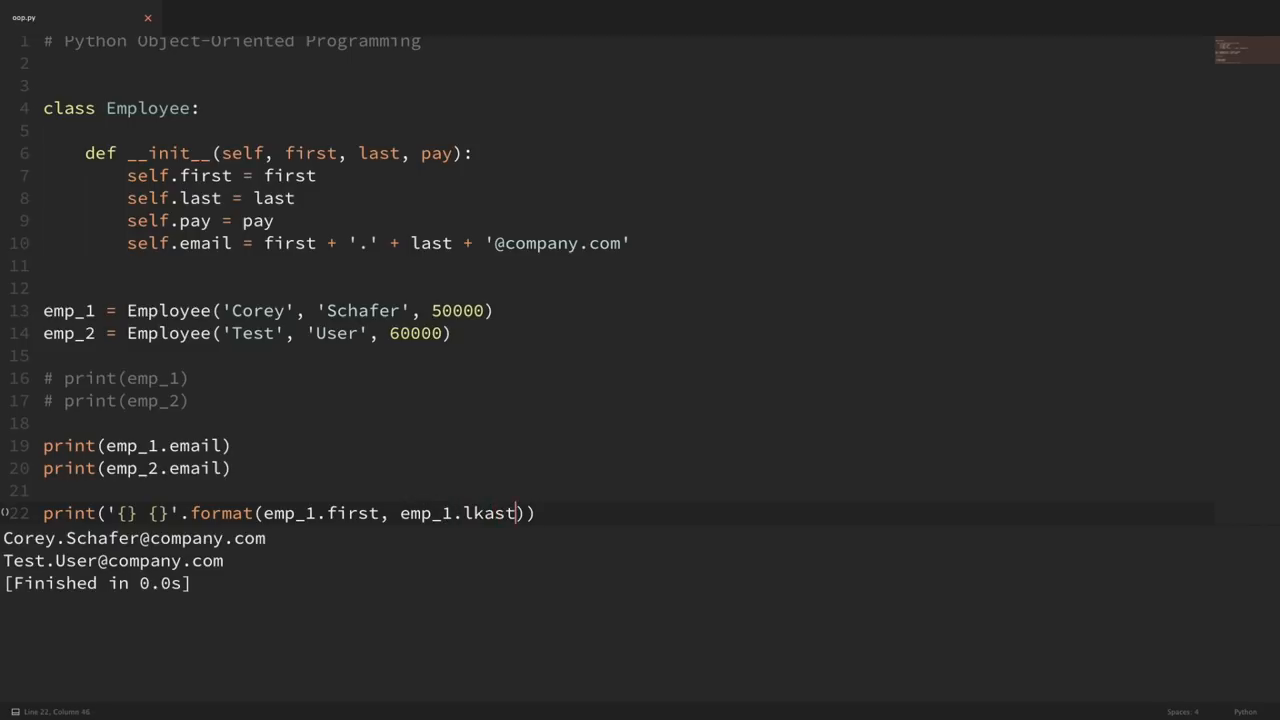 oop.py
1 # Python Object-Oriented Programming
2
3
4 class Employee:
5
6     def __init__(self, first, last, pay):
7         self.first = first
8         self.last = last
9         self.pay = pay
10         self.email = first + '.' + last + '@company.com'
11
12
13 emp_1 = Employee('Corey', 'Schafer', 50000)
14 emp_2 = Employee('Test', 'User', 60000)
15
16 # print(emp_1)
17 # print(emp_2)
18
19 print(emp_1.email)
20 print(emp_2.email)
21
22 print('{} {}'.format(emp_1.first, emp_1.lkast))
Corey.Schafer@company.com
Test.User@company.com
[Finished in 0.0s]
Line 22, Column 46 Spaces: 4 Python